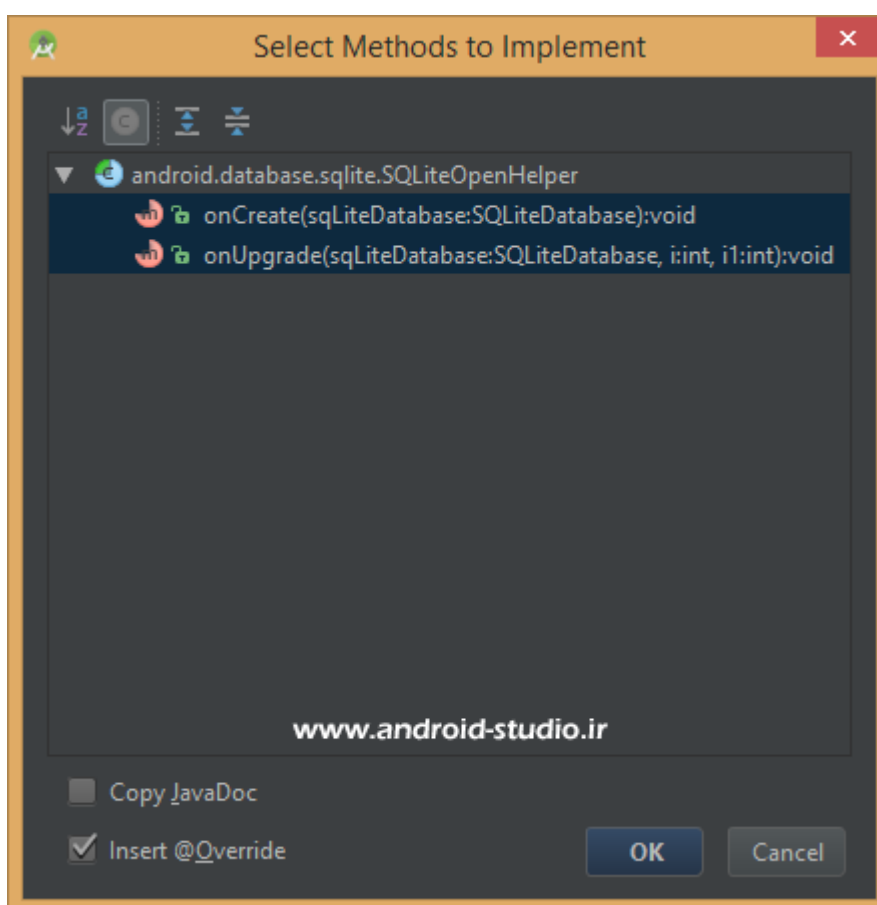 Select Methods to Implement
android.database.sqlite.SQLiteOpenHelper
onCreate(sqLiteDatabase:SQLiteDatabase):void
onUpgrade(sqLiteDatabase:SQLiteDatabase, i:int, i1:int):void
www.android-studio.ir
Copy JavaDoc
Insert @Override
OK
Cancel